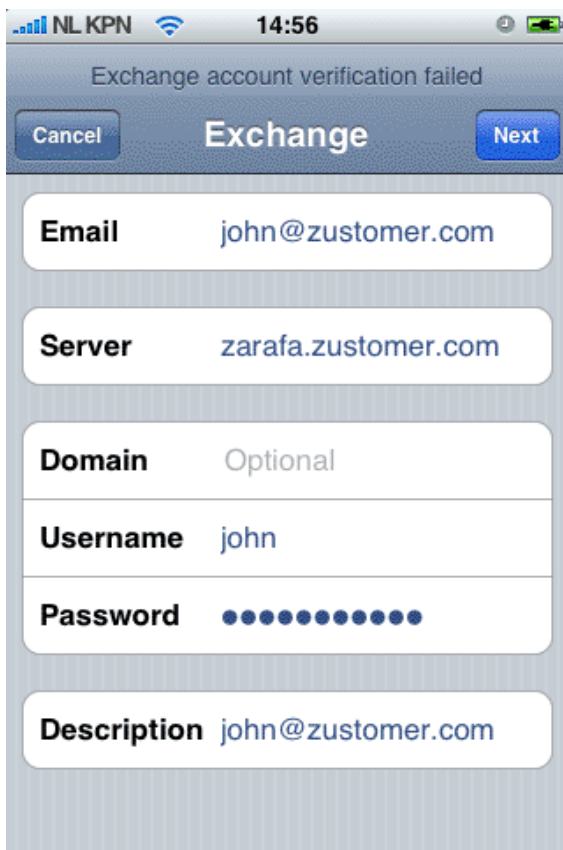 NL KPN 14:56
Exchange account verification failed
Cancel Exchange Next
Email john@zustomer.com
Server zarafa.zustomer.com
Domain Optional
Username john
Password ●●●●●●●●●●●
Description john@zustomer.com